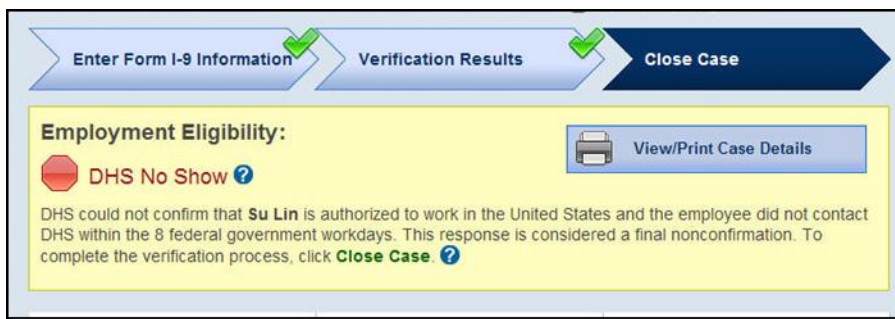 Enter Form I-9 Information
Verification Results
Close Case
Employment Eligibility:
View/Print Case Details
DHS No Show ?
DHS could not confirm that Su Lin is authorized to work in the United States and the employee did not contact
DHS within the 8 federal government workdays. This response is considered a final nonconfirmation. To
complete the verification process, click Close Case. ?